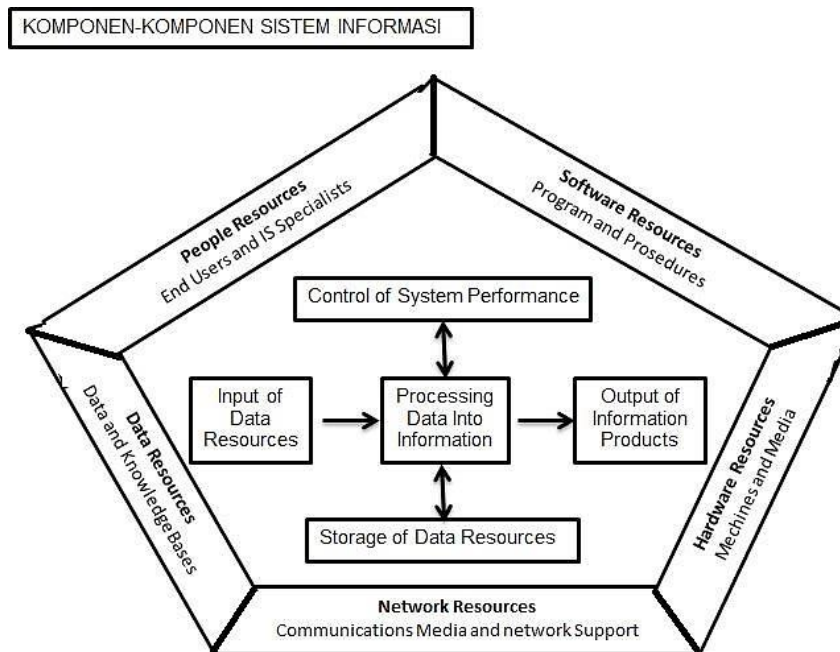 KOMPONEN-KOMPONEN SISTEM INFORMASI
People Resources
End Users and IS Specialists
Software Resources
Program and Prosedures
Control of System Performance
Input of
Data
Resources
Processing
Data Into
Information
Output of
Information
Products
Storage of Data Resources
Data Resources
Data and Knowledge Bases
Hardware Resources
Mechines and Media
Network Resources
Communications Media and network Support